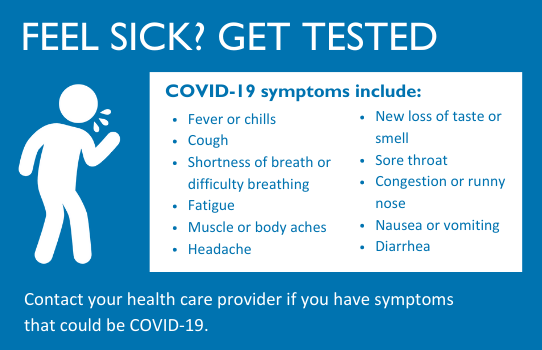 FEEL SICK? GET TESTED
COVID-19 symptoms include:
• Fever or chills
• Cough
• Shortness of breath or
difficulty breathing
• Fatigue
• Muscle or body aches
• Headache
• New loss of taste or
smell
• Sore throat
• Congestion or runny
nose
• Nausea or vomiting
• Diarrhea
Contact your health care provider if you have symptoms
that could be COVID-19.